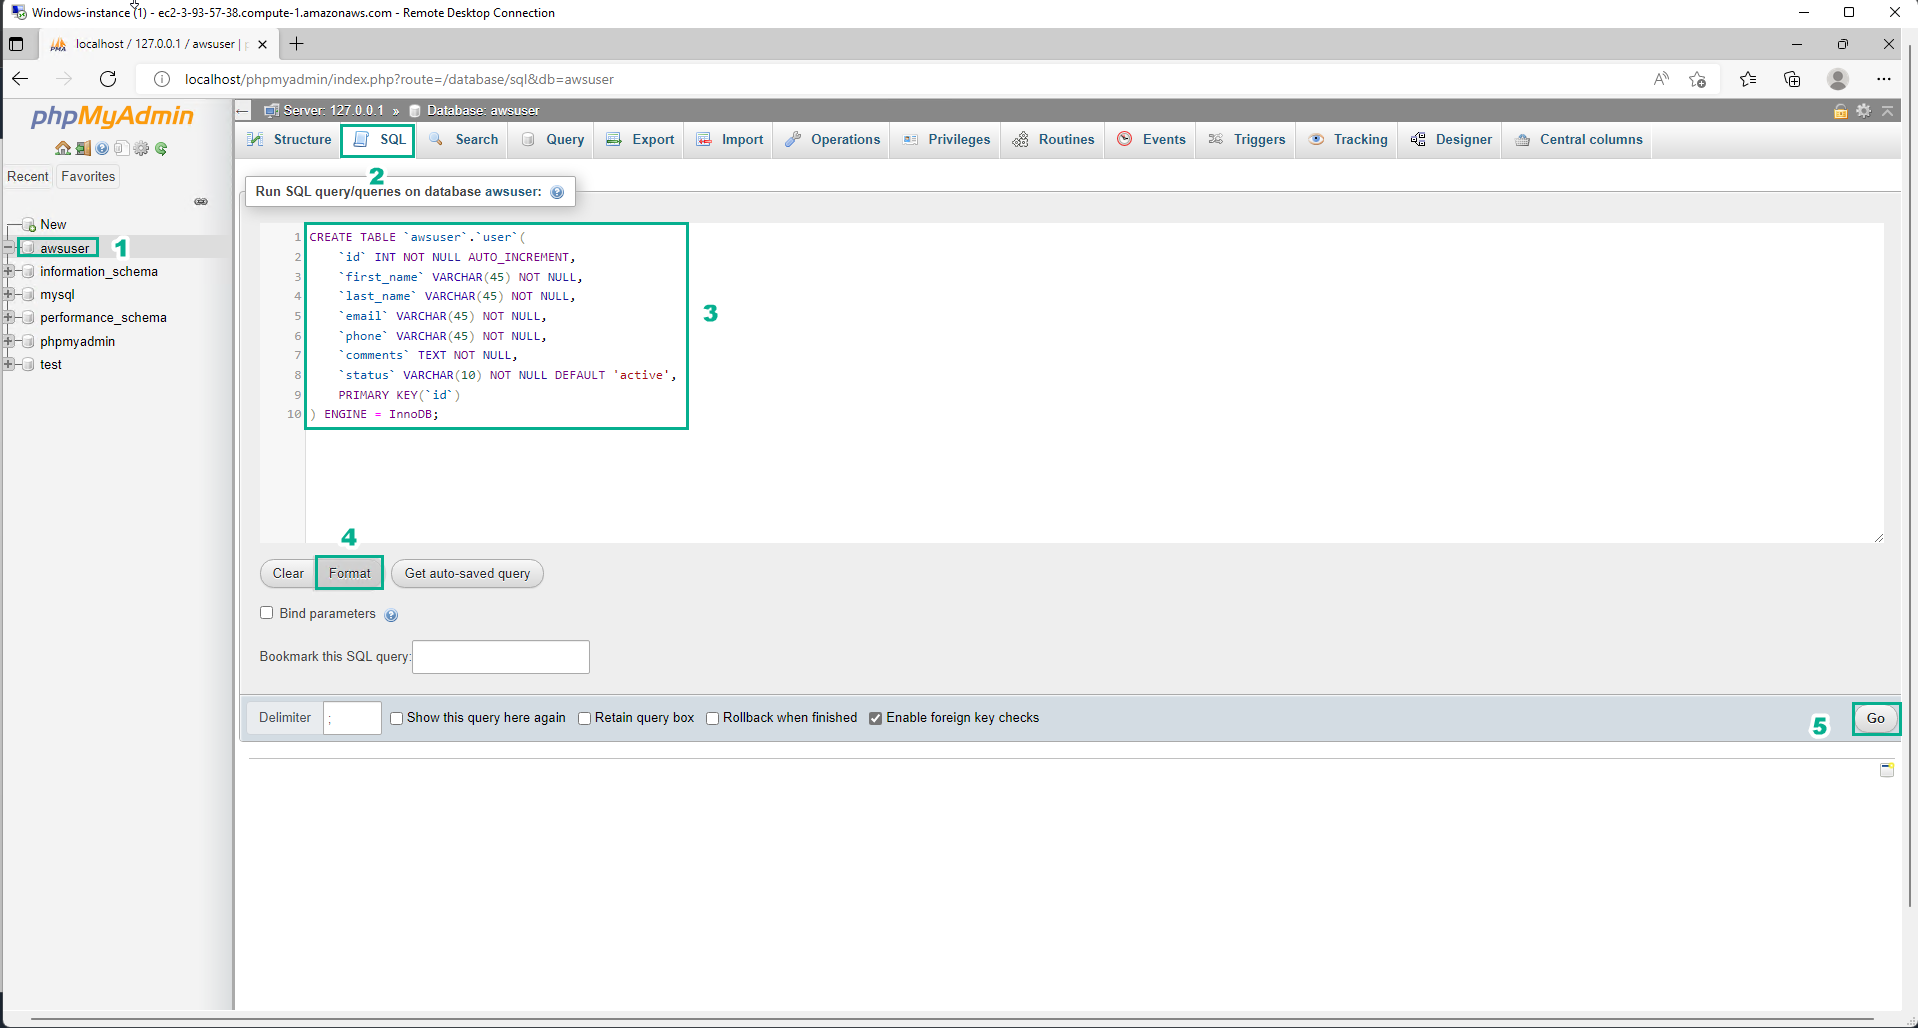 Windows-instance (1) - ec2-3-93-57-38.compute-1.amazonaws.com - Remote Desktop Connection
localhost / 127.0.0.1 / awsuser | p
localhost/phpmyadmin/index.php?route=/database/sql&db=awsuser
phpMyAdmin
Server: 127.0.0.1 » Database: awsuser
Structure SQL Search Query Export Import Operations Privileges Routines Events Triggers Tracking Designer Central columns
Recent Favorites
2
Run SQL query/queries on database awsuser:
New
awsuser 1
information_schema
mysql
performance_schema
phpmyadmin
test
1 CREATE TABLE `awsuser`.`user`(
2 `id` INT NOT NULL AUTO_INCREMENT,
3 `first_name` VARCHAR(45) NOT NULL,
4 `last_name` VARCHAR(45) NOT NULL,
5 `email` VARCHAR(45) NOT NULL,
6 `phone` VARCHAR(45) NOT NULL,
7 `comments` TEXT NOT NULL,
8 `status` VARCHAR(10) NOT NULL DEFAULT 'active',
9 PRIMARY KEY(`id`)
10 ) ENGINE = InnoDB;
3
4
Clear Format Get auto-saved query
Bind parameters
Bookmark this SQL query:
Delimiter ; Show this query here again Retain query box Rollback when finished Enable foreign key checks
5 Go